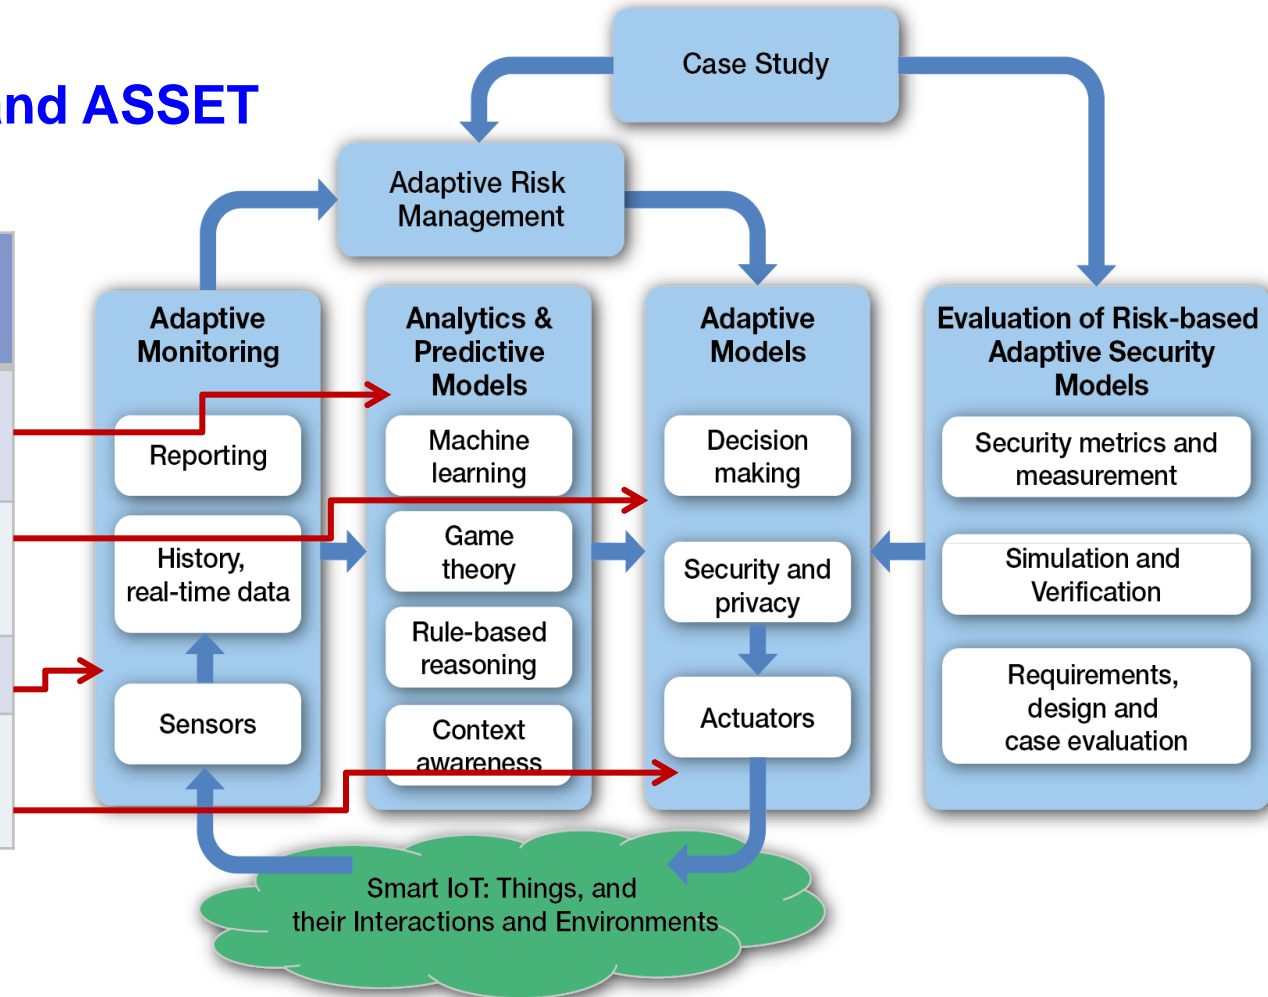 and ASSET
Case Study
Adaptive Risk
Management
Adaptive
Monitoring
Reporting
History,
real-time data
Sensors
Analytics &
Predictive
Models
Machine
learning
Game
theory
Rule-based
reasoning
Context
awareness
Adaptive
Models
Decision
making
Security and
privacy
Actuators
Evaluation of Risk-based
Adaptive Security
Models
Security metrics and
measurement
Simulation and
Verification
Requirements,
design and
case evaluation
Smart IoT: Things, and
their Interactions and Environments